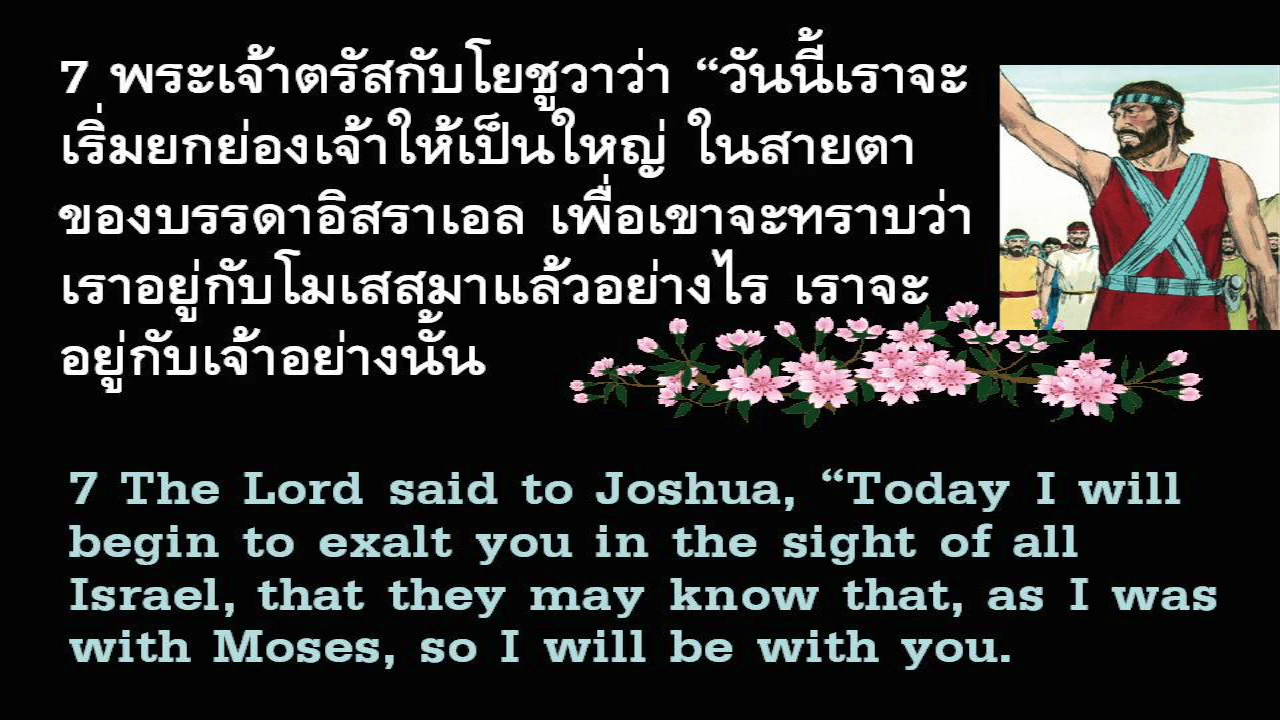 7 พระเจ้าตรัสกับโยชูวาว่า “วันนี้เราจะ
เริ่มยกย่องเจ้าให้เป็นใหญ่ ในสายตา
ของบรรดาอิสราเอล เพื่อเขาจะทราบว่า
เราอยู่กับโมเสสมาแล้วอย่างไร เราจะ
อยู่กับเจ้าอย่างนั้น
7 The Lord said to Joshua, “Today I will
begin to exalt you in the sight of all
Israel, that they may know that, as I was
with Moses, so I will be with you.